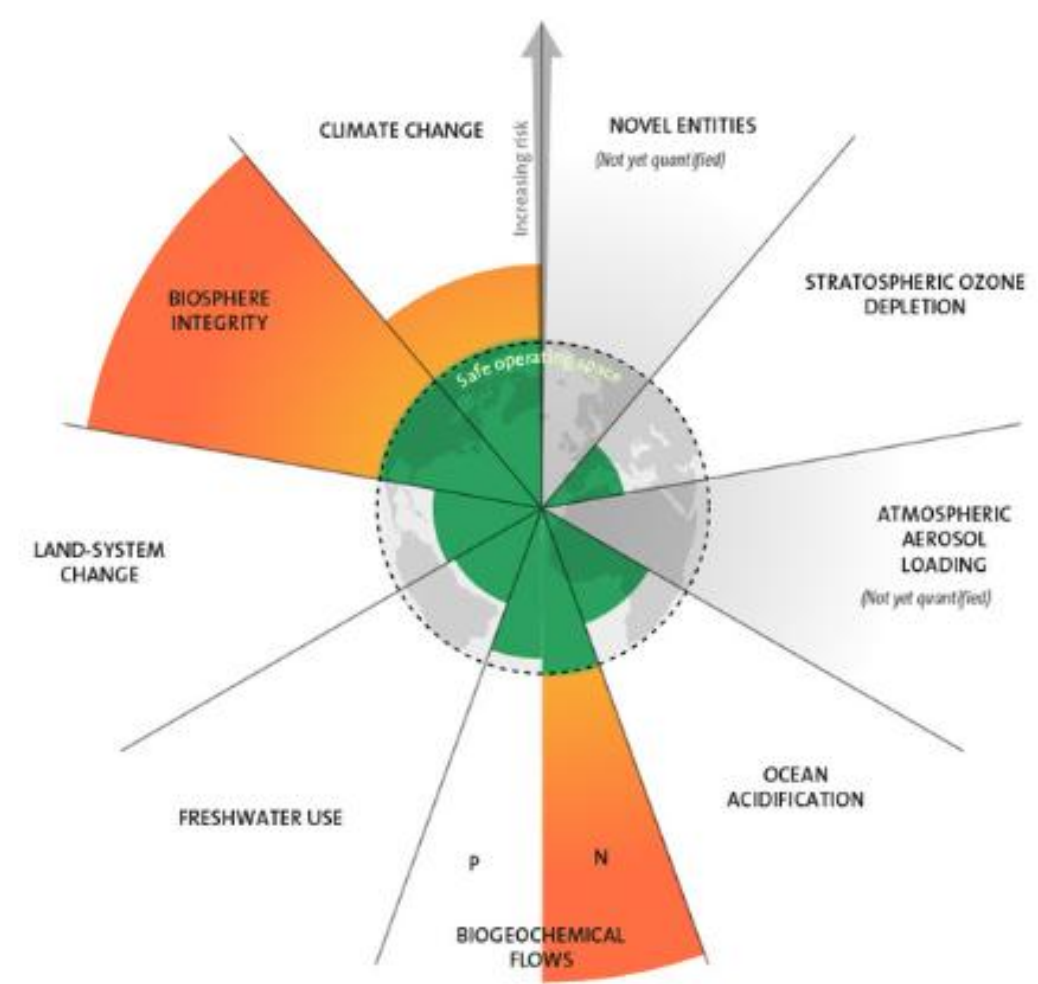 CLIMATE CHANGE
Increasing risk
NOVEL ENTITIES
(Not yet quantified)
STRATOSPHERIC OZONE
DEPLETION
BIOSPHERE
INTEGRITY
Safe operating space
ATMOSPHERIC
AEROSOL
LOADING
(Not yet quantified)
LAND-SYSTEM
CHANGE
OCEAN
ACIDIFICATION
FRESHWATER USE
P
N
BIOGEOCHEMICAL
FLOWS